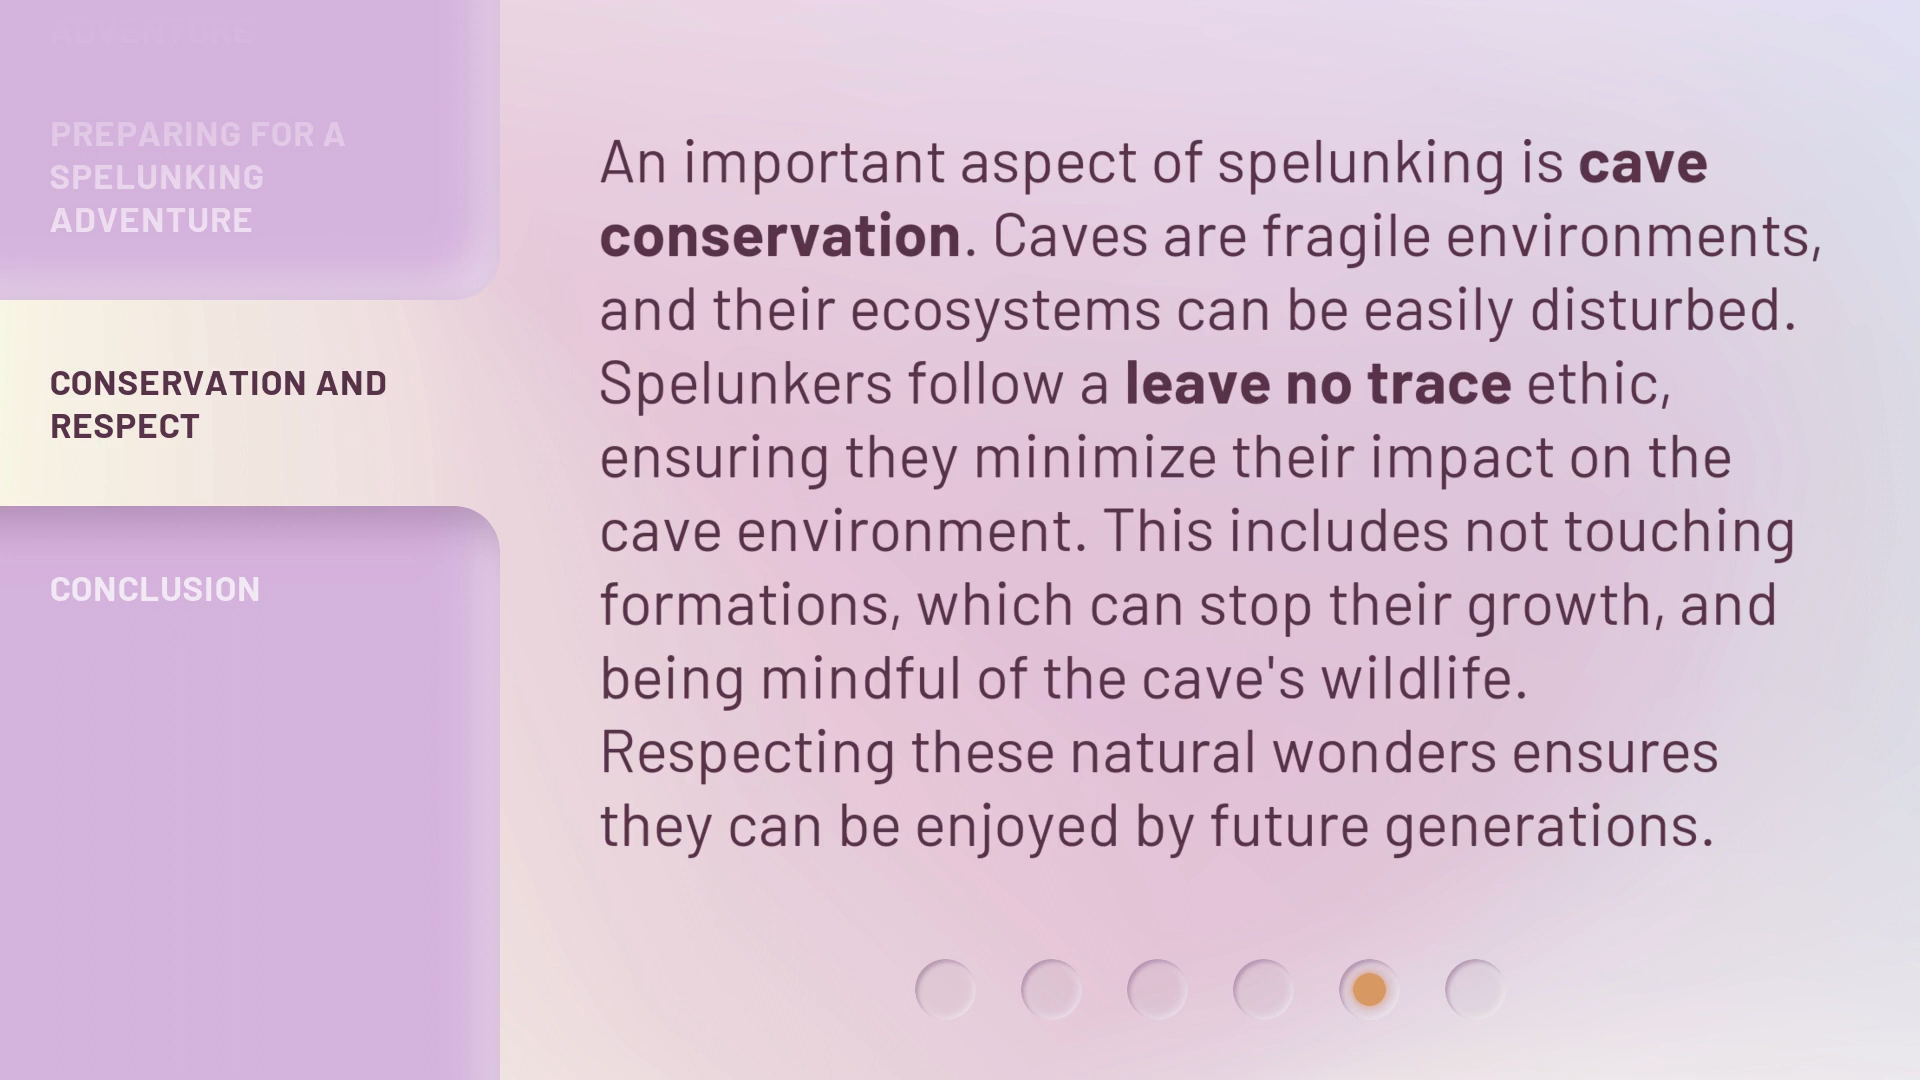 ADVENTURE
PREPARING FOR A
SPELUNKING
ADVENTURE
CONSERVATION AND
RESPECT
CONCLUSION
An important aspect of spelunking is cave
conservation. Caves are fragile environments,
and their ecosystems can be easily disturbed.
Spelunkers follow a leave no trace ethic,
ensuring they minimize their impact on the
cave environment. This includes not touching
formations, which can stop their growth, and
being mindful of the cave's wildlife.
Respecting these natural wonders ensures
they can be enjoyed by future generations.